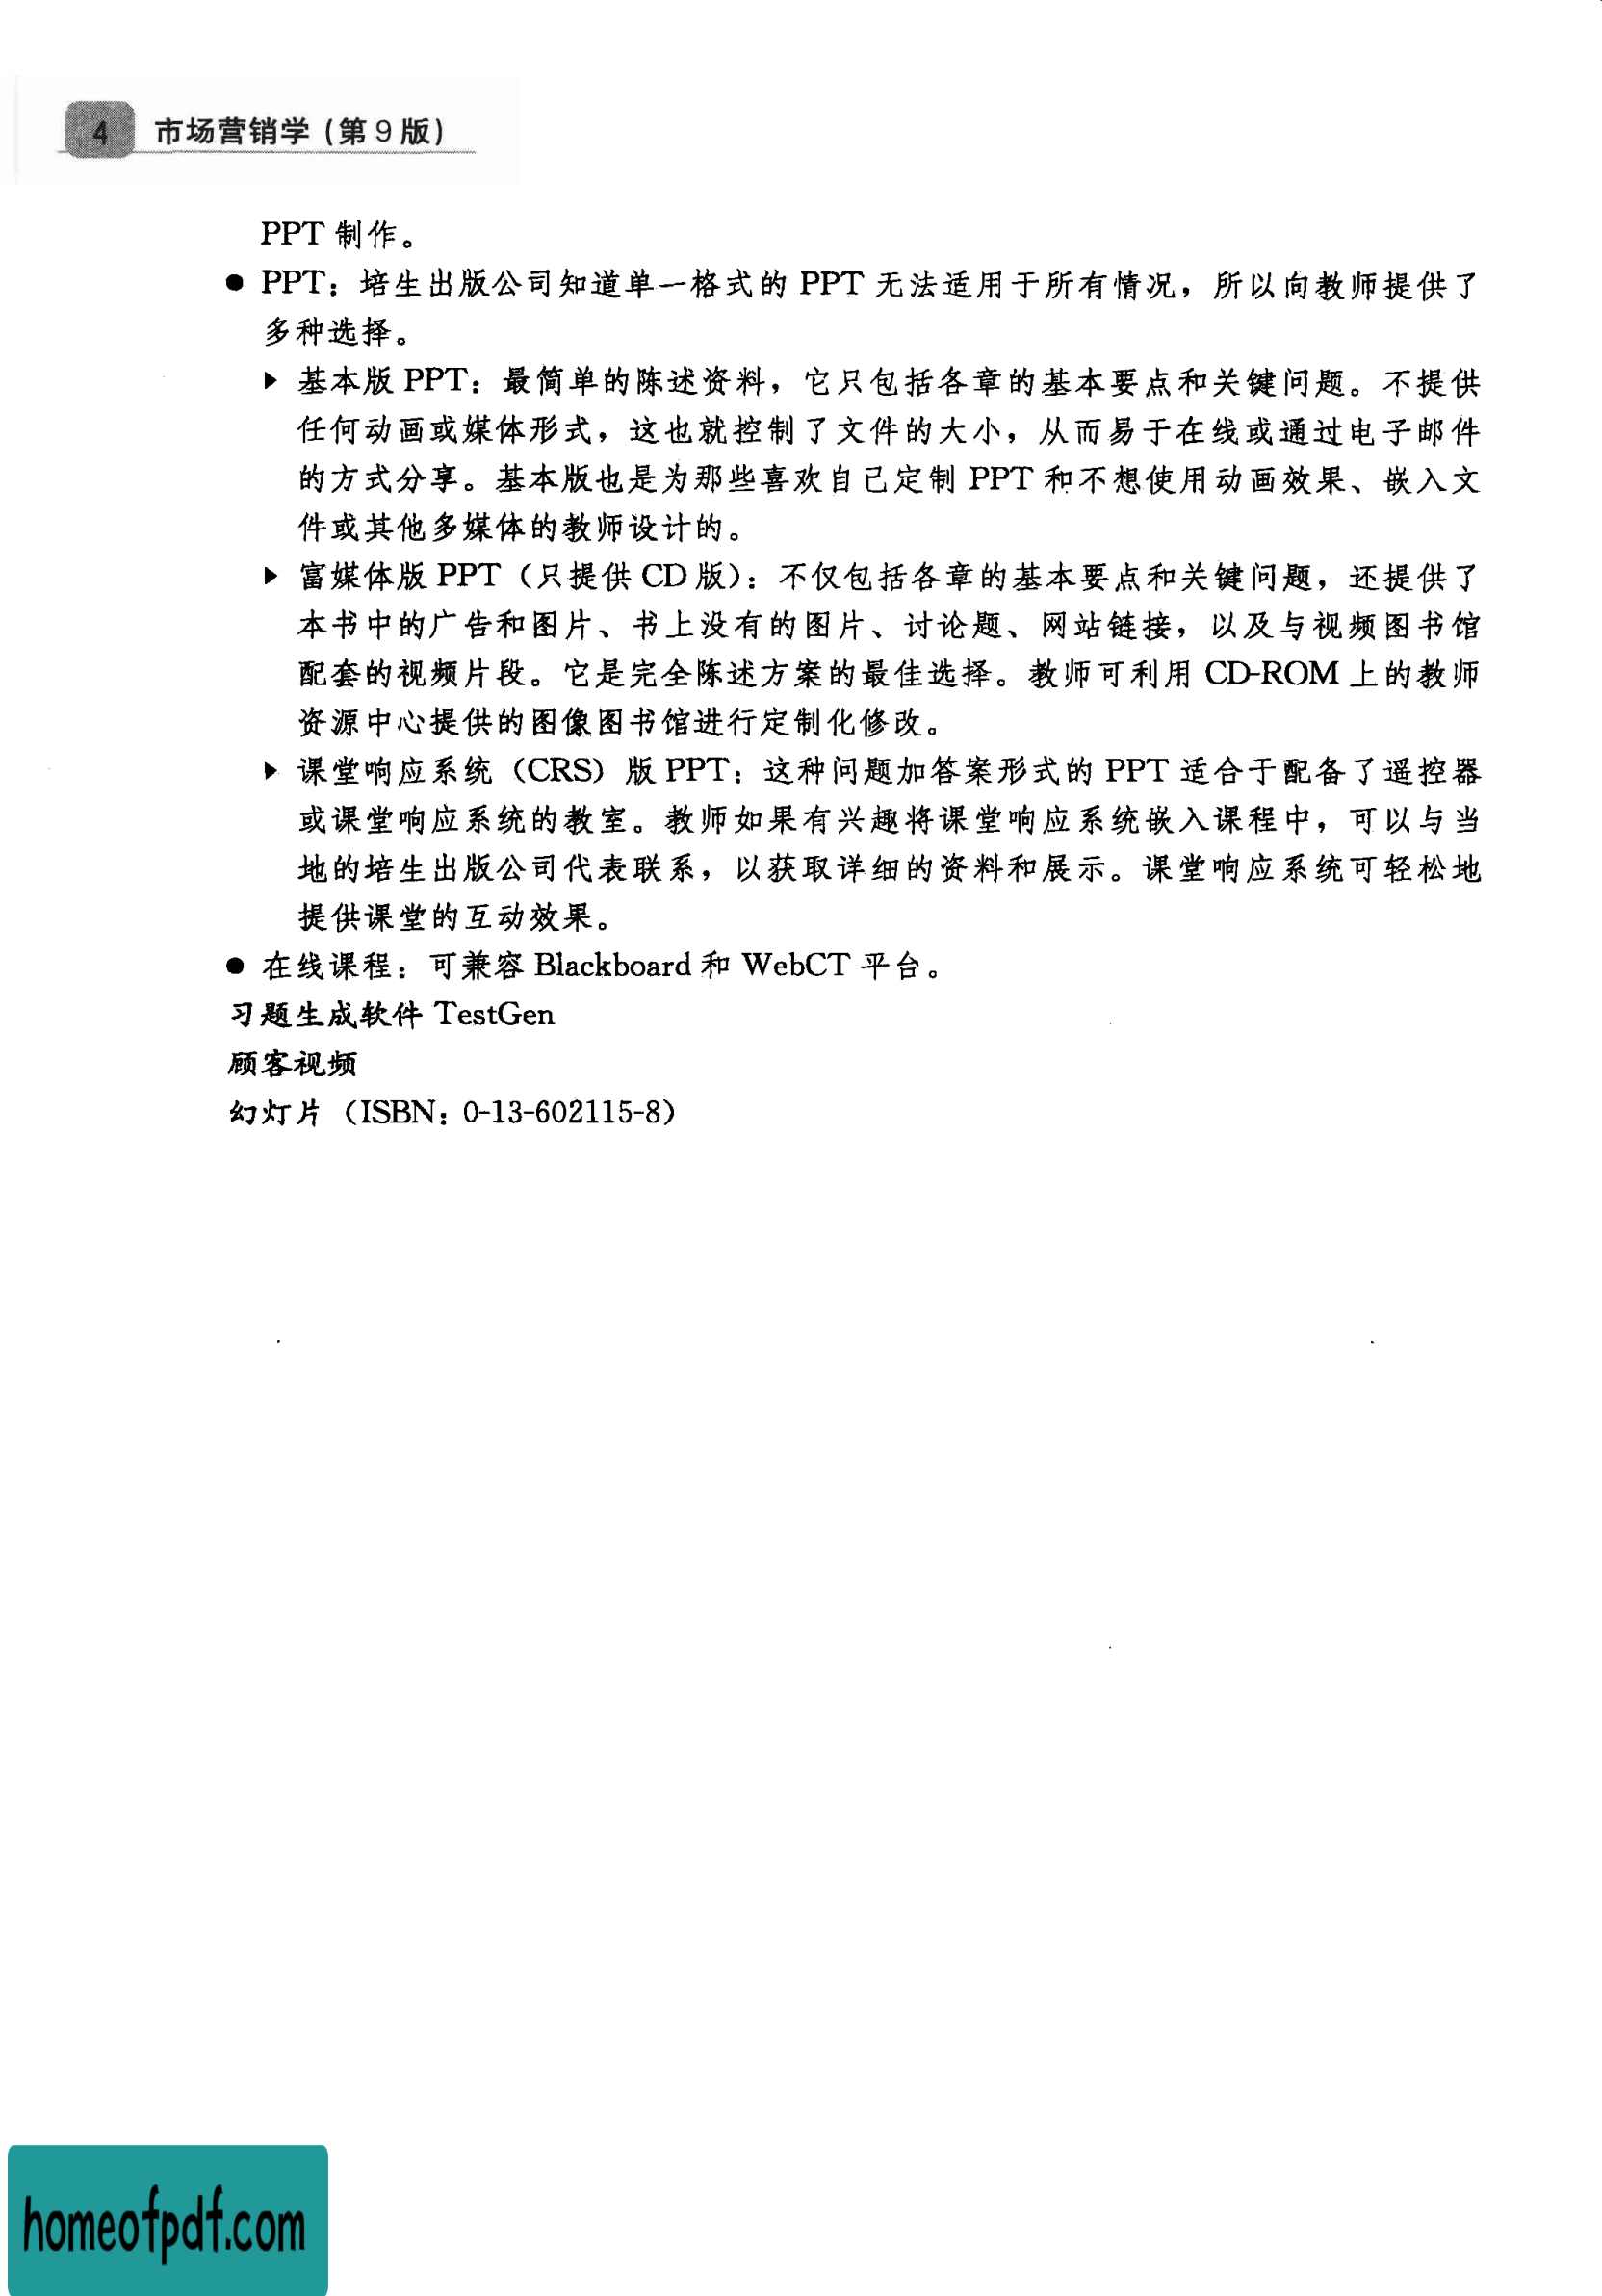 4 市场营销学（第9版）
PPT 制作。
● PPT：培生出版公司知道单一格式的 PPT 无法适用于所有情况，所以向教师提供了
多种选择。
▶ 基本版 PPT：最简单的陈述资料，它只包括各章的基本要点和关键问题。不提供
任何动画或媒体形式，这也就控制了文件的大小，从而易于在线或通过电子邮件
的方式分享。基本版也是为那些喜欢自己定制 PPT 和不想使用动画效果、嵌入文
件或其他多媒体的教师设计的。
▶ 富媒体版 PPT（只提供 CD 版）：不仅包括各章的基本要点和关键问题，还提供了
本书中的广告和图片、书上没有的图片、讨论题、网站链接，以及与视频图书馆
配套的视频片段。它是完全陈述方案的最佳选择。教师可利用 CD-ROM 上的教师
资源中心提供的图像图书馆进行定制化修改。
▶ 课堂响应系统（CRS）版 PPT：这种问题加答案形式的 PPT 适合于配备了遥控器
或课堂响应系统的教室。教师如果有兴趣将课堂响应系统嵌入课程中，可以与当
地的培生出版公司代表联系，以获取详细的资料和展示。课堂响应系统可轻松地
提供课堂的互动效果。
● 在线课程：可兼容 Blackboard 和 WebCT 平台。
习题生成软件 TestGen
顾客视频
幻灯片（ISBN：0-13-602115-8）
homeofpdf.com